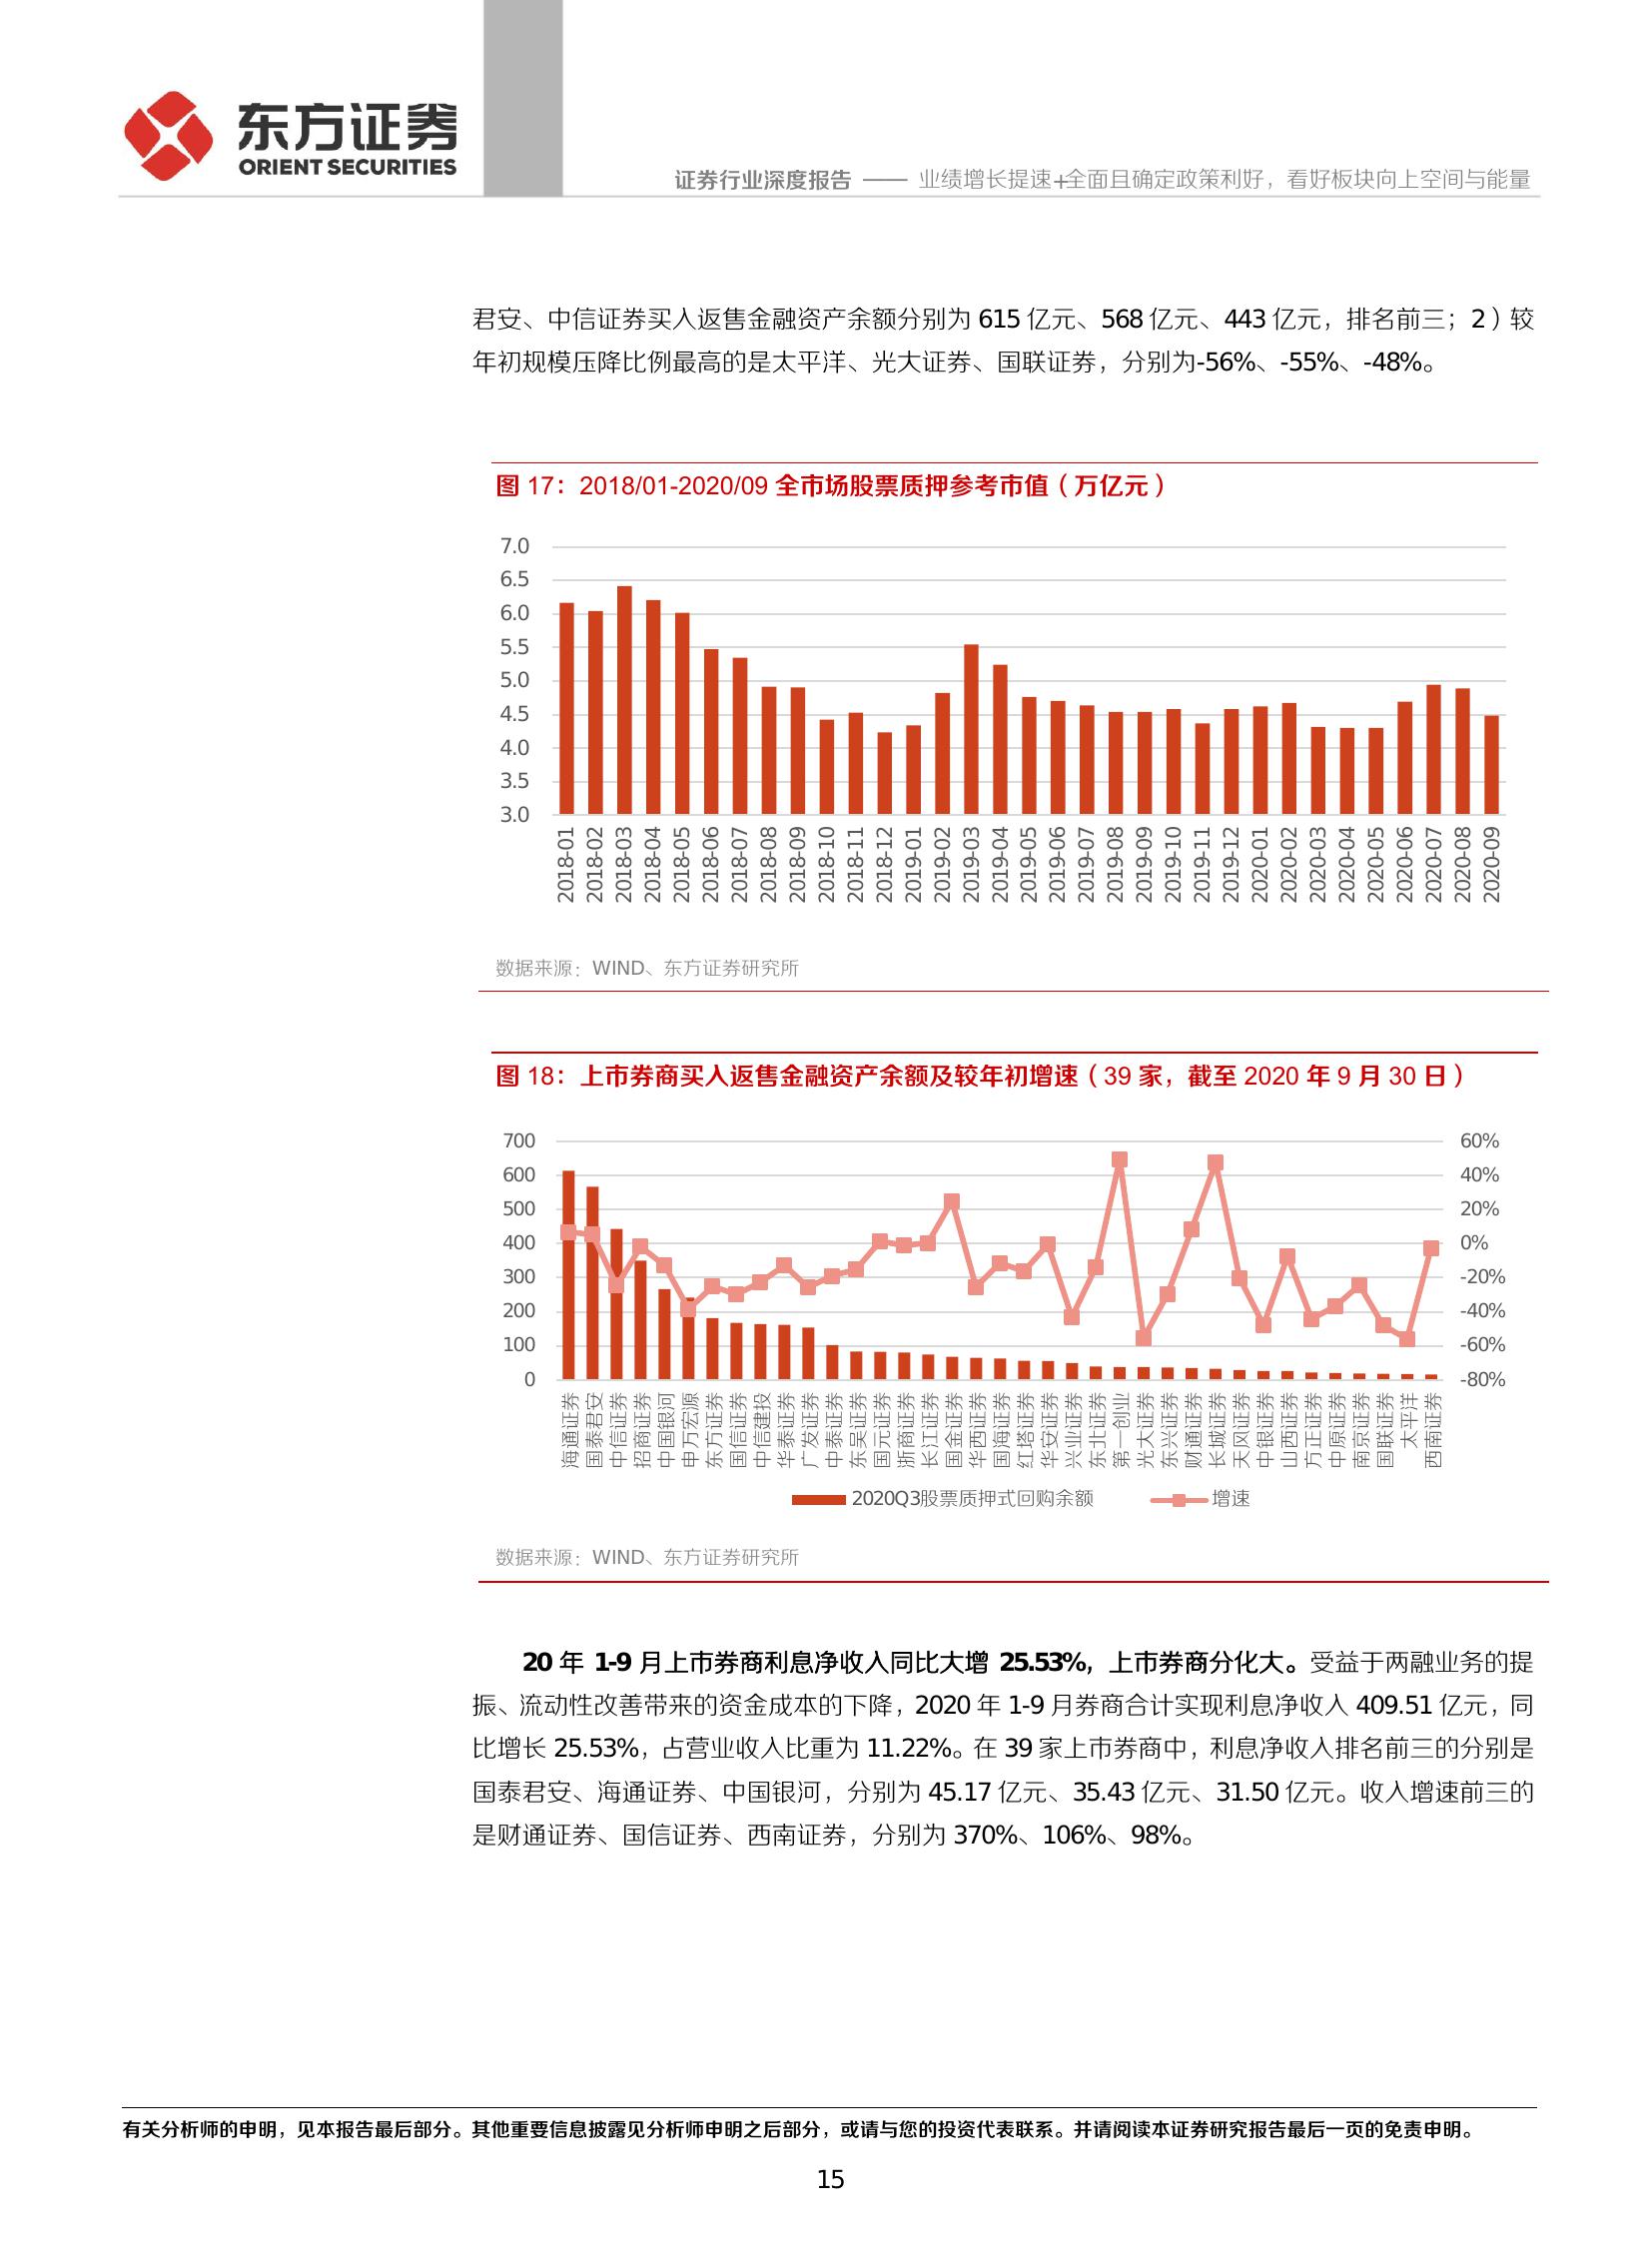 东方证券
ORIENT SECURITIES
证券行业深度报告 —— 业绩增长提速+全面且确定政策利好，看好板块向上空间与能量
君安、中信证券买入返售金融资产余额分别为 615 亿元、568 亿元、443 亿元，排名前三；2）较
年初规模压降比例最高的是太平洋、光大证券、国联证券，分别为-56%、-55%、-48%。
图 17：2018/01-2020/09 全市场股票质押参考市值（万亿元）
7.0
6.5
6.0
5.5
5.0
4.5
4.0
3.5
3.0
2018-01
2018-02
2018-03
2018-04
2018-05
2018-06
2018-07
2018-08
2018-09
2018-10
2018-11
2018-12
2019-01
2019-02
2019-03
2019-04
2019-05
2019-06
2019-07
2019-08
2019-09
2019-10
2019-11
2019-12
2020-01
2020-02
2020-03
2020-04
2020-05
2020-06
2020-07
2020-08
2020-09
数据来源：WIND、东方证券研究所
图 18：上市券商买入返售金融资产余额及较年初增速（39 家，截至 2020 年 9 月 30 日）
700
600
500
400
300
200
100
0
60%
40%
20%
0%
-20%
-40%
-60%
-80%
海通证券
国泰君安
中信证券
招商证券
中国银河
申万宏源
东方证券
国信证券
中信建投
华泰证券
广发证券
中泰证券
东吴证券
国元证券
浙商证券
长江证券
国金证券
华西证券
国海证券
红塔证券
华安证券
兴业证券
东北证券
第一创业
光大证券
东兴证券
财通证券
长城证券
天风证券
中银证券
山西证券
方正证券
中原证券
南京证券
国联证券
太平洋
西南证券
2020Q3股票质押式回购余额
增速
数据来源：WIND、东方证券研究所
20 年 1-9 月上市券商利息净收入同比大增 25.53%，上市券商分化大。受益于两融业务的提
振、流动性改善带来的资金成本的下降，2020 年 1-9 月券商合计实现利息净收入 409.51 亿元，同
比增长 25.53%，占营业收入比重为 11.22%。在 39 家上市券商中，利息净收入排名前三的分别是
国泰君安、海通证券、中国银河，分别为 45.17 亿元、35.43 亿元、31.50 亿元。收入增速前三的
是财通证券、国信证券、西南证券，分别为 370%、106%、98%。
有关分析师的申明，见本报告最后部分。其他重要信息披露见分析师申明之后部分，或请与您的投资代表联系。并请阅读本证券研究报告最后一页的免责申明。
15